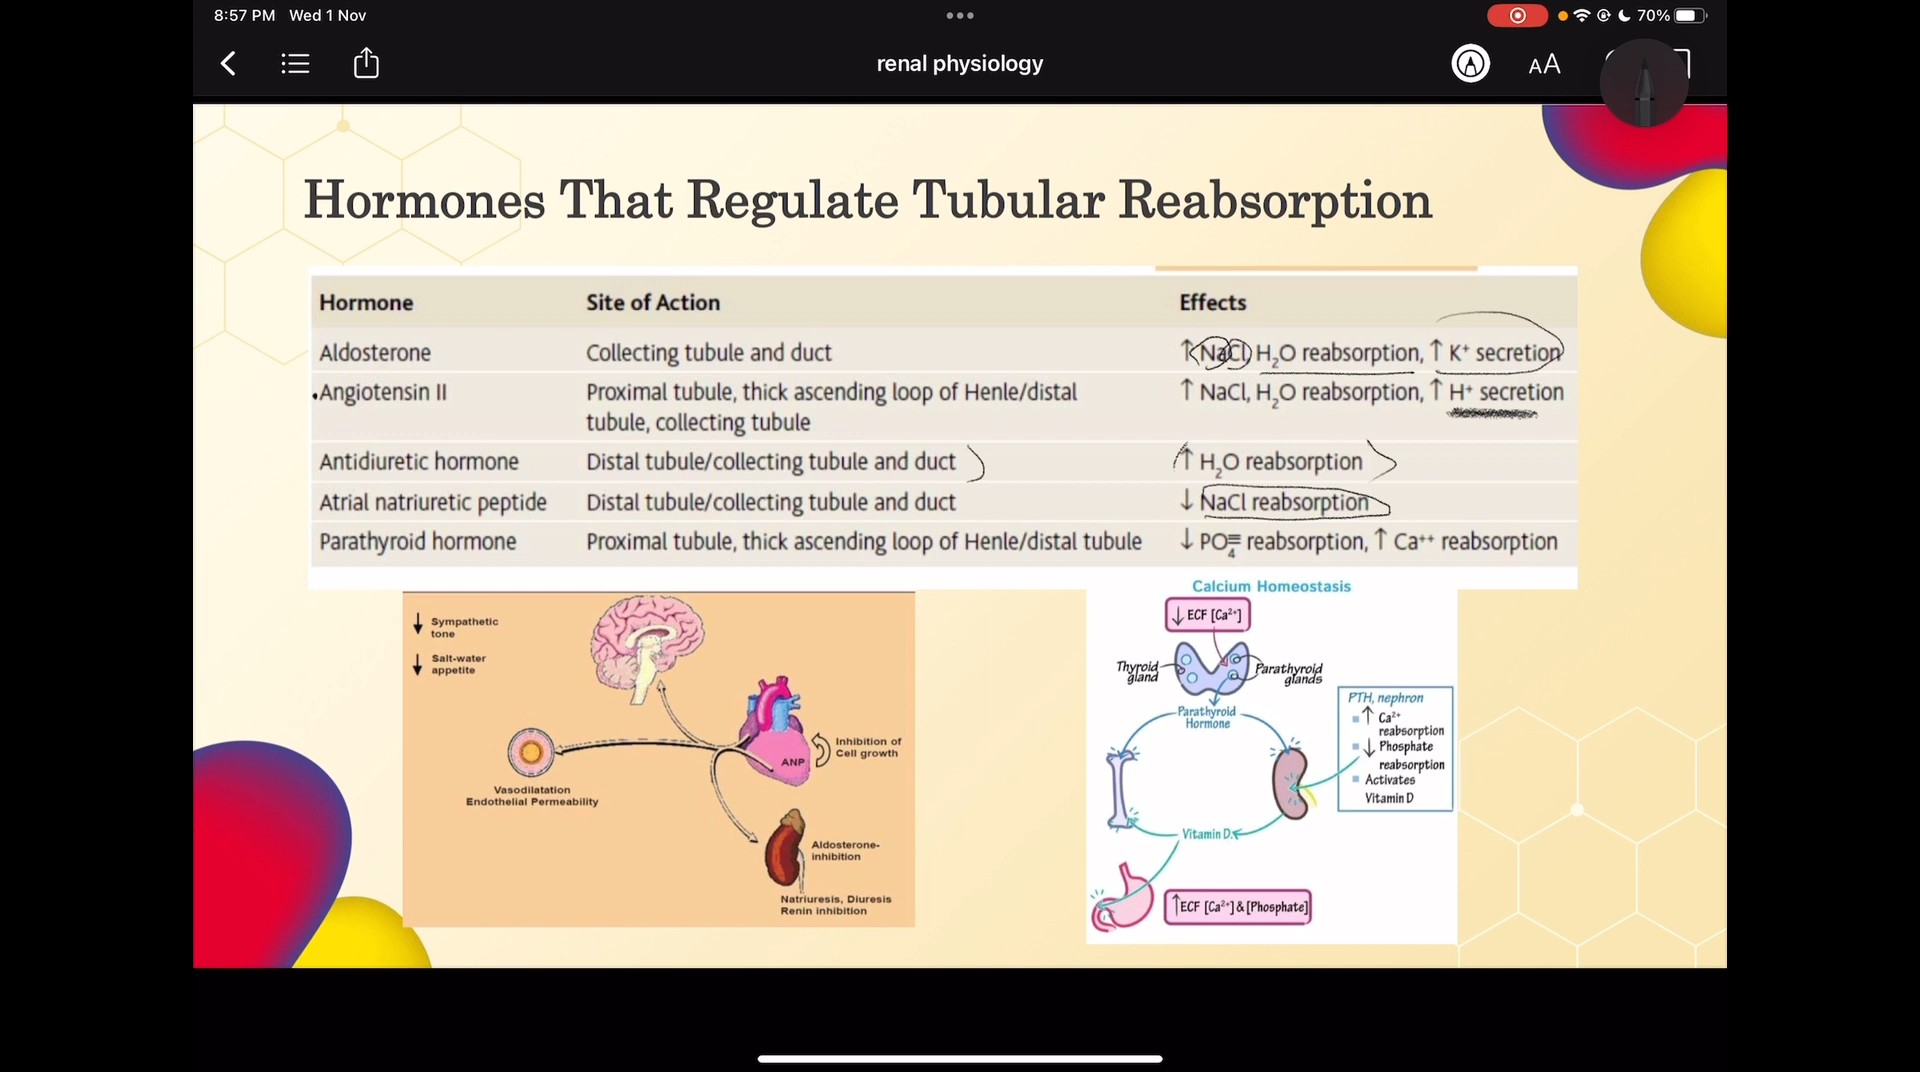 8:57 PM Wed 1 Nov
70%
renal physiology
AA
Hormones That Regulate Tubular Reabsorption
Hormone Site of Action Effects
Aldosterone Collecting tubule and duct ↑ NaCl, H₂O reabsorption, ↑ K⁺ secretion
Angiotensin II Proximal tubule, thick ascending loop of Henle/distal ↑ NaCl, H₂O reabsorption, ↑ H⁺ secretion
tubule, collecting tubule
Antidiuretic hormone Distal tubule/collecting tubule and duct ↑ H₂O reabsorption
Atrial natriuretic peptide Distal tubule/collecting tubule and duct ↓ NaCl reabsorption
Parathyroid hormone Proximal tubule, thick ascending loop of Henle/distal tubule ↓ PO₄≡ reabsorption, ↑ Ca⁺⁺ reabsorption
↓ Sympathetic
tone
↓ Salt-water
appetite
ANP
Inhibition of
Cell growth
Vasodilatation
Endothelial Permeability
Aldosterone-
inhibition
Natriuresis, Diuresis
Renin inhibition
Calcium Homeostasis
↓ ECF [Ca²⁺]
Thyroid
gland
Parathyroid
glands
Parathyroid
Hormone
PTH, nephron
↑ Ca²⁺
reabsorption
↓ Phosphate
reabsorption
Activates
Vitamin D
Vitamin D
↑ECF [Ca²⁺] & [Phosphate]